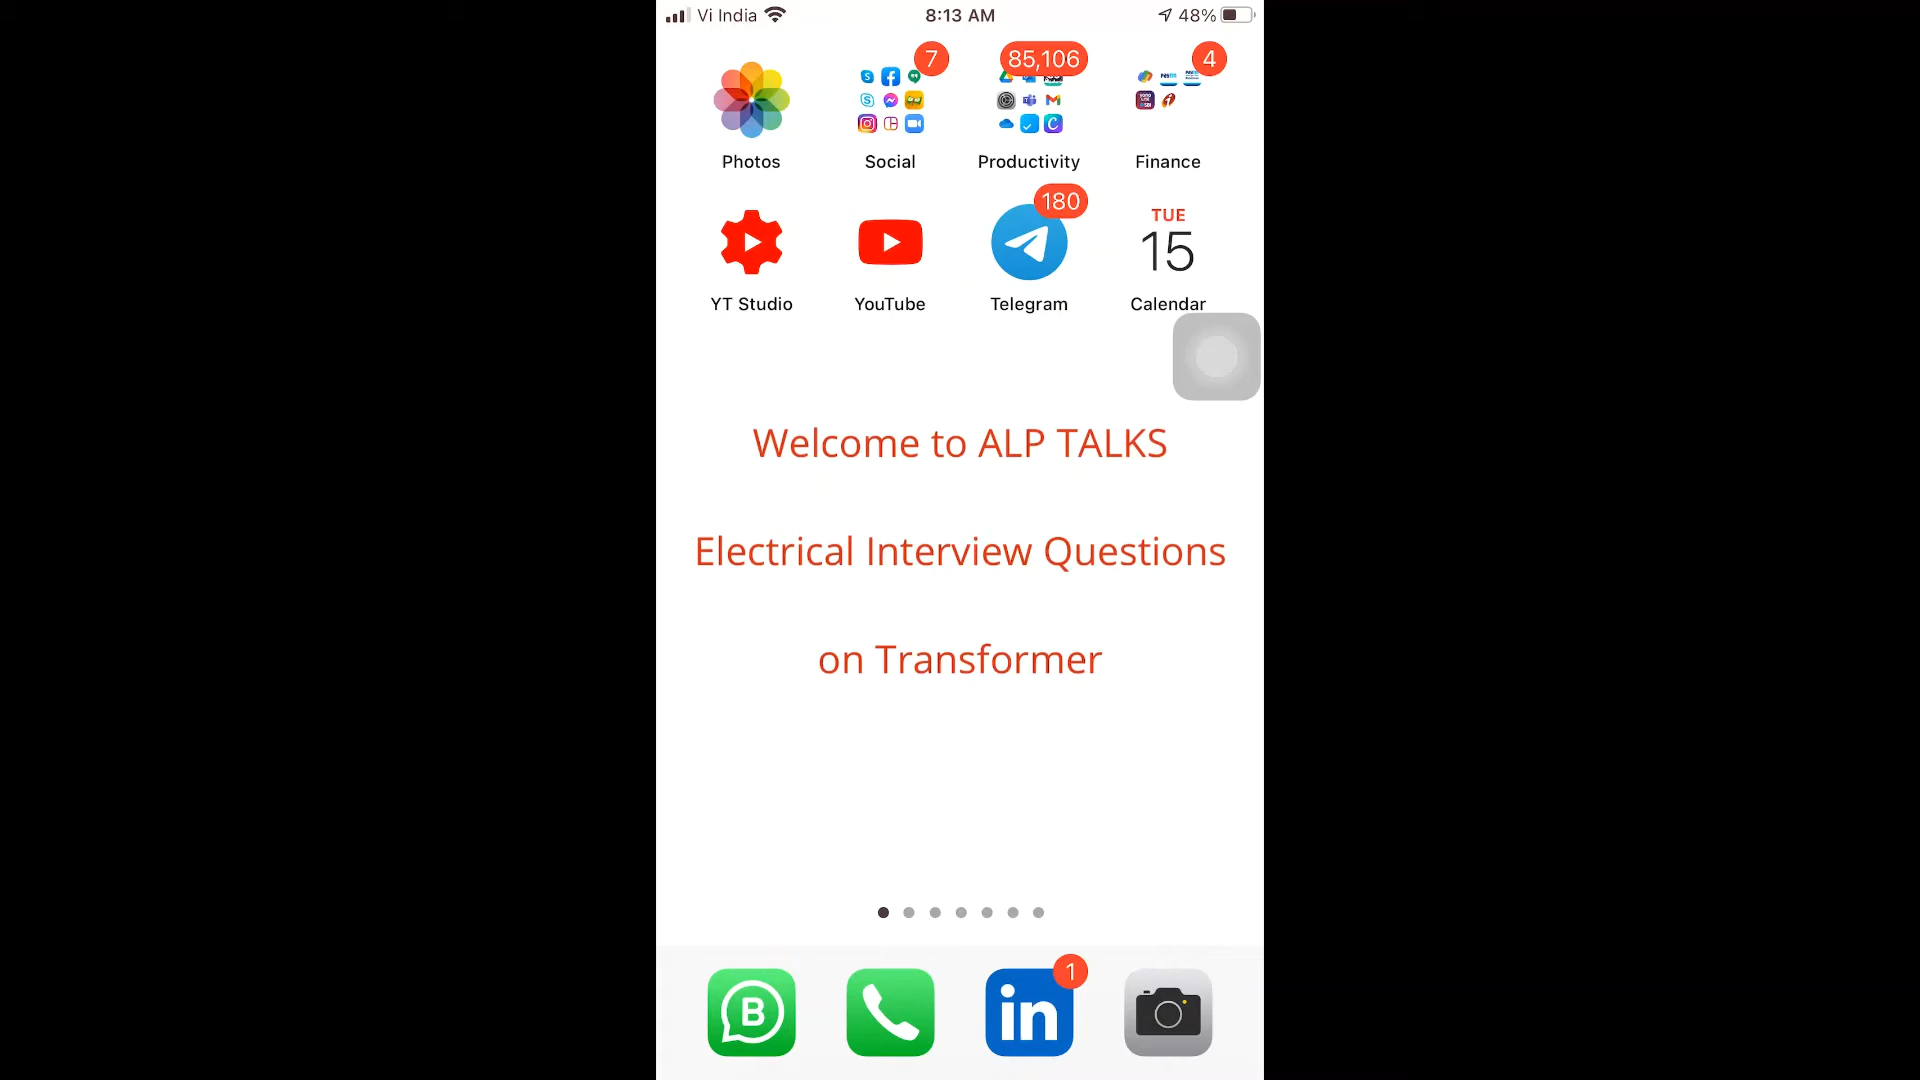 Vi India
8:13 AM
48%
7
85,106
4
Photos
Social
Productivity
Finance
180
TUE
15
YT Studio
YouTube
Telegram
Calendar
Welcome to ALP TALKS
Electrical Interview Questions
on Transformer
B
in
1